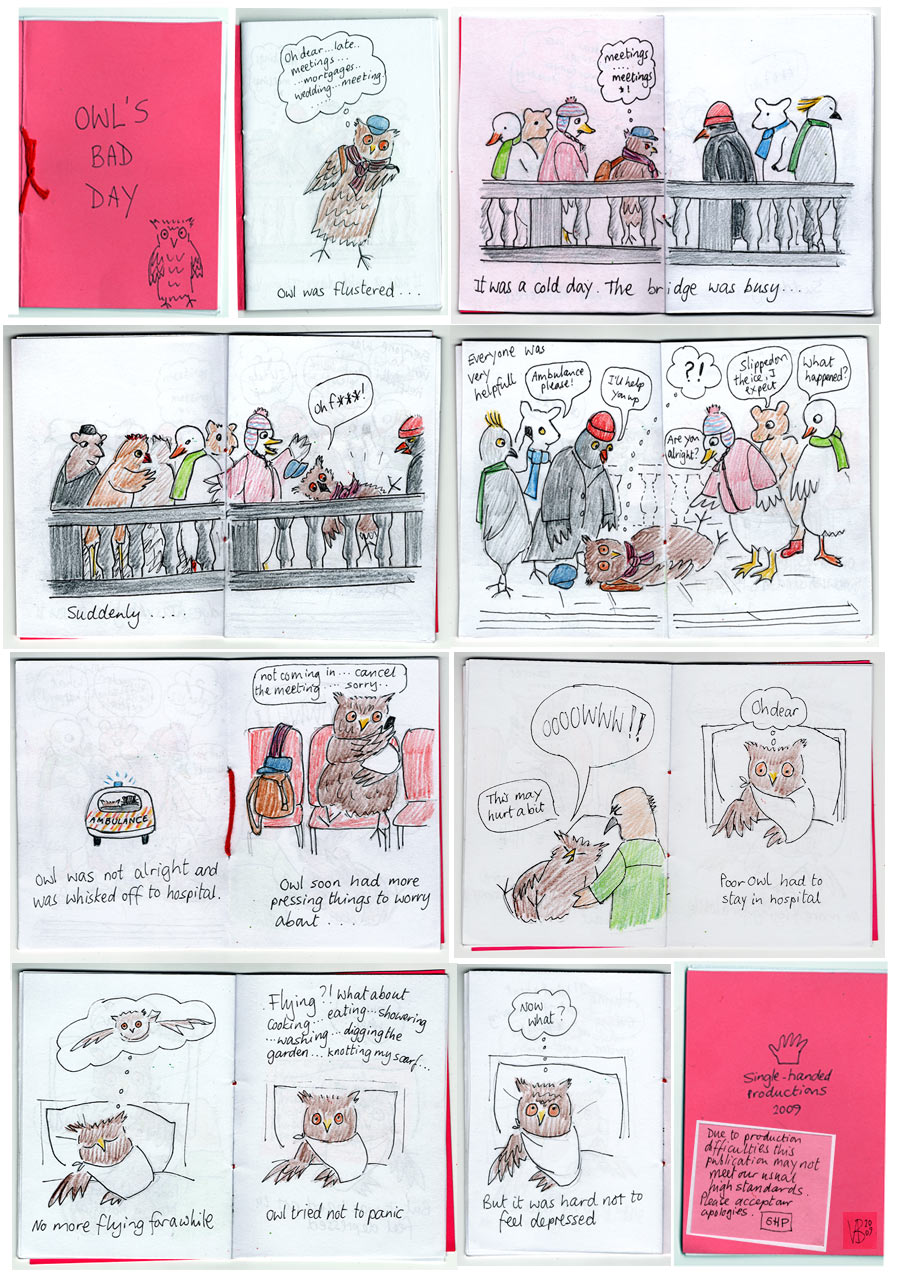 OWL'S
BAD
DAY
Oh dear...late..
meetings....
...mortgages..
wedding...meeting.
.....
Owl was flustered...
meetings
....
meetings
*!
It was a cold day. The bridge was busy...
Oh f***!
Suddenly....
Everyone was
very
helpfull
Ambulance
please!
I'll help
you up
?!
Slipped on
the ice, I
expect
What
happened?
Are you
alright?
AMBULANCE
Owl was not alright and
was whisked off to hospital.
not coming in... cancel
the meeting.... sorry..
Owl soon had more
pressing things to worry
about....
OOOOWWW!!
This may
hurt a bit
Oh dear
Poor Owl had to
stay in hospital
No more flying for a while
Flying?! What about
cooking... eating...showering
...washing...digging the
garden... knotting my scarf...
Owl tried not to panic
Now
what?
But it was hard not to
feel depressed
Single-handed
Productions
2009
Due to production
difficulties this
publication may not
meet our usual
high standards.
Please accept our
apologies.
SHP
VB 2009